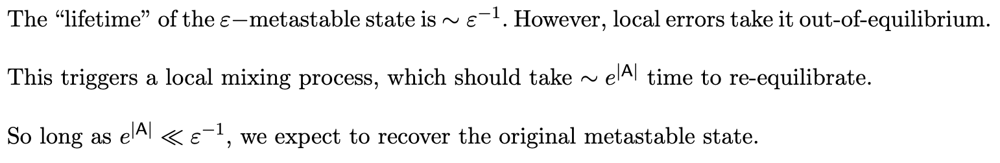 The “lifetime” of the ε−metastable state is ∼ ε⁻¹. However, local errors take it out-of-equilibrium.
This triggers a local mixing process, which should take ∼ e^{|A|} time to re-equilibrate.
So long as e^{|A|} ≪ ε⁻¹, we expect to recover the original metastable state.